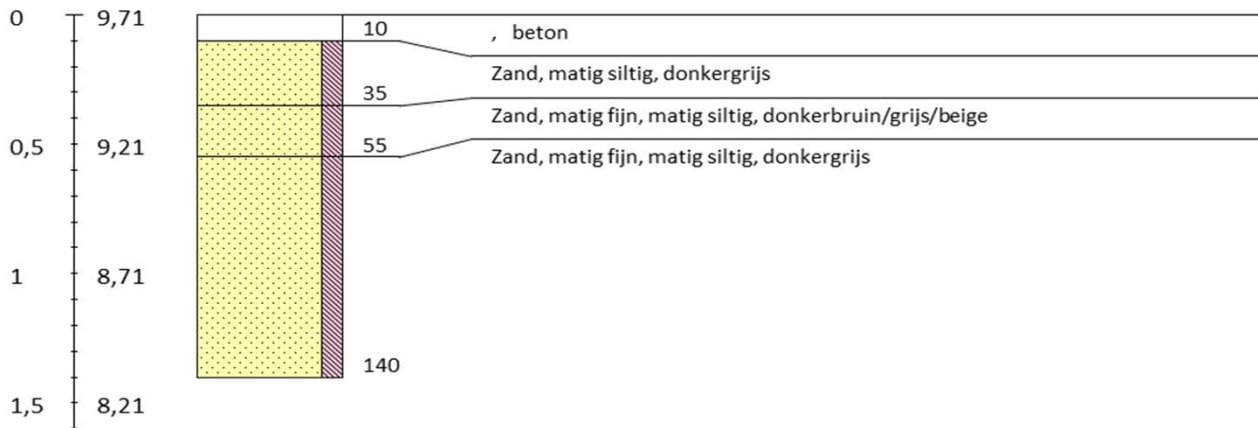 0 9,71
10 , beton
Zand, matig siltig, donkergrijs
35
Zand, matig fijn, matig siltig, donkerbruin/grijs/beige
0,5 9,21 55
Zand, matig fijn, matig siltig, donkergrijs
1 8,71
140
1,5 8,21